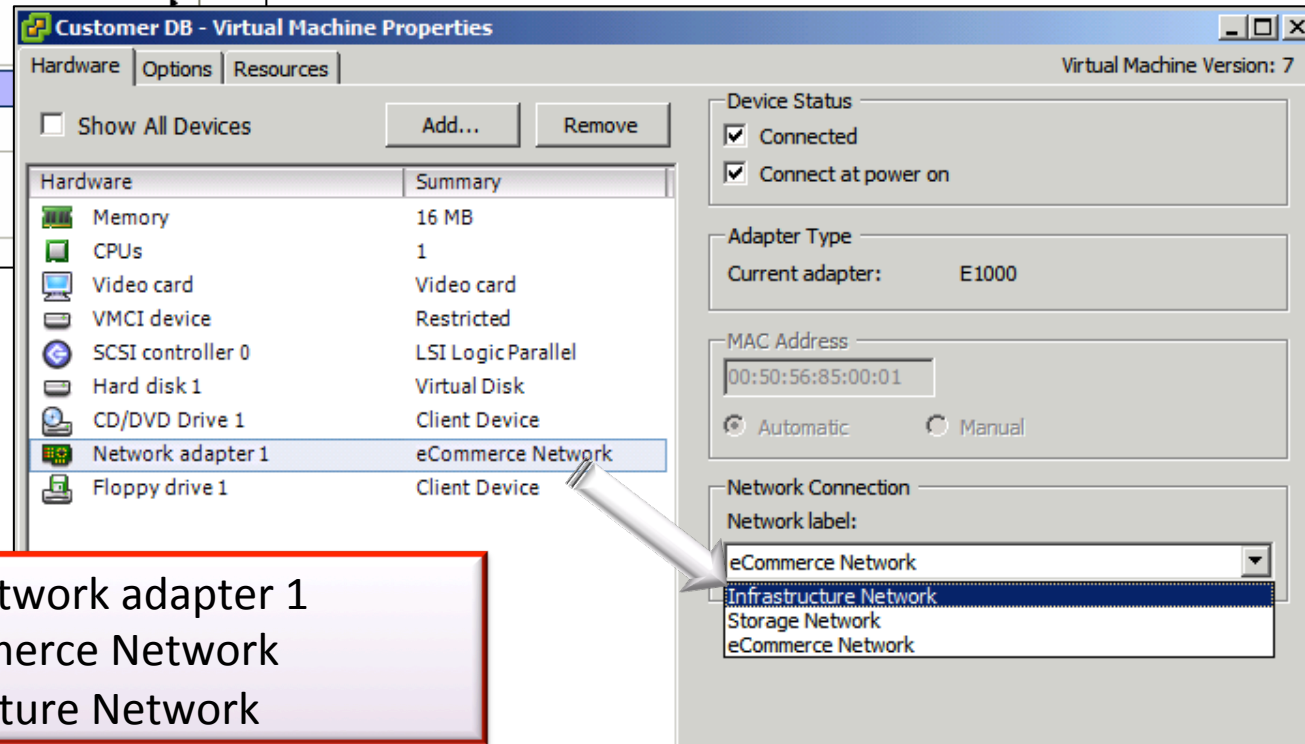 Customer DB - Virtual Machine Properties
Hardware Options Resources
Virtual Machine Version: 7
Show All Devices
Add...
Remove
Hardware Summary
Memory 16 MB
CPUs 1
Video card Video card
VMCI device Restricted
SCSI controller 0 LSI Logic Parallel
Hard disk 1 Virtual Disk
CD/DVD Drive 1 Client Device
Network adapter 1 eCommerce Network
Floppy drive 1 Client Device
Device Status
Connected
Connect at power on
Adapter Type
Current adapter: E1000
MAC Address
00:50:56:85:00:01
Automatic Manual
Network Connection
Network label:
eCommerce Network
Infrastructure Network
Storage Network
eCommerce Network
twork adapter 1
merce Network
ture Network